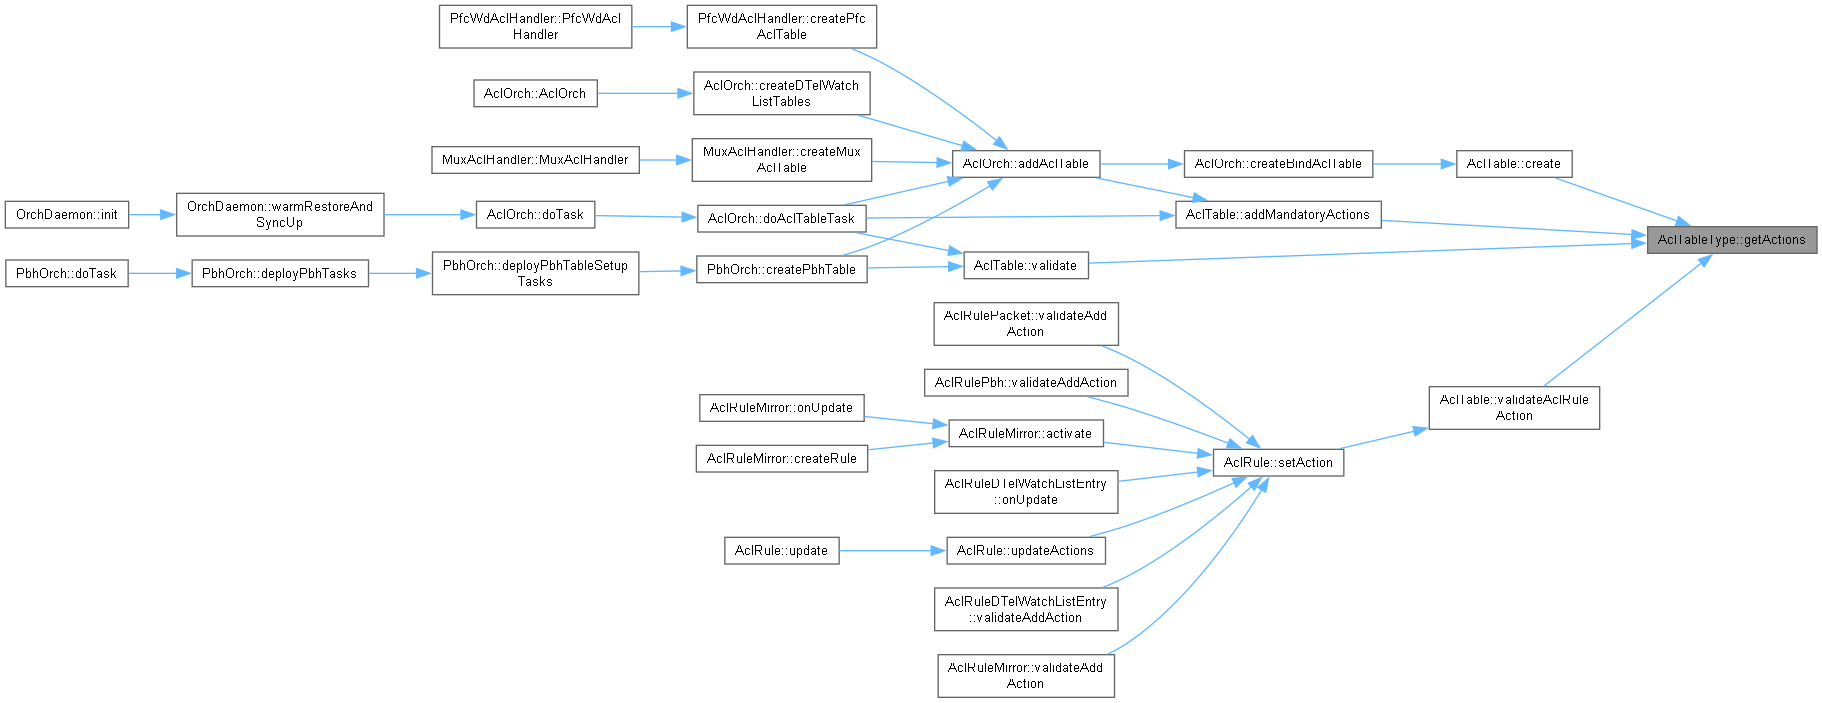 PfcWdAclHandler::PfcWdAcl
Handler
PfcWdAclHandler::createPfc
AclTable
AclOrch::AclOrch
AclOrch::createDTelWatch
ListTables
MuxAclHandler::MuxAclHandler
MuxAclHandler::createMux
AclTable
AclOrch::addAclTable
AclOrch::createBindAclTable
AclTable::create
OrchDaemon::init
OrchDaemon::warmRestoreAnd
SyncUp
AclOrch::doTask
AclOrch::doAclTableTask
AclTable::addMandatoryActions
AclTableType::getActions
PbhOrch::doTask
PbhOrch::deployPbhTasks
PbhOrch::deployPbhTableSetup
Tasks
PbhOrch::createPbhTable
AclTable::validate
AclRulePacket::validateAdd
Action
AclRulePbh::validateAddAction
AclRuleMirror::onUpdate
AclRuleMirror::activate
AclTable::validateAclRule
Action
AclRuleMirror::createRule
AclRule::setAction
AclRuleDTelWatchListEntry
::onUpdate
AclRule::update
AclRule::updateActions
AclRuleDTelWatchListEntry
::validateAddAction
AclRuleMirror::validateAdd
Action